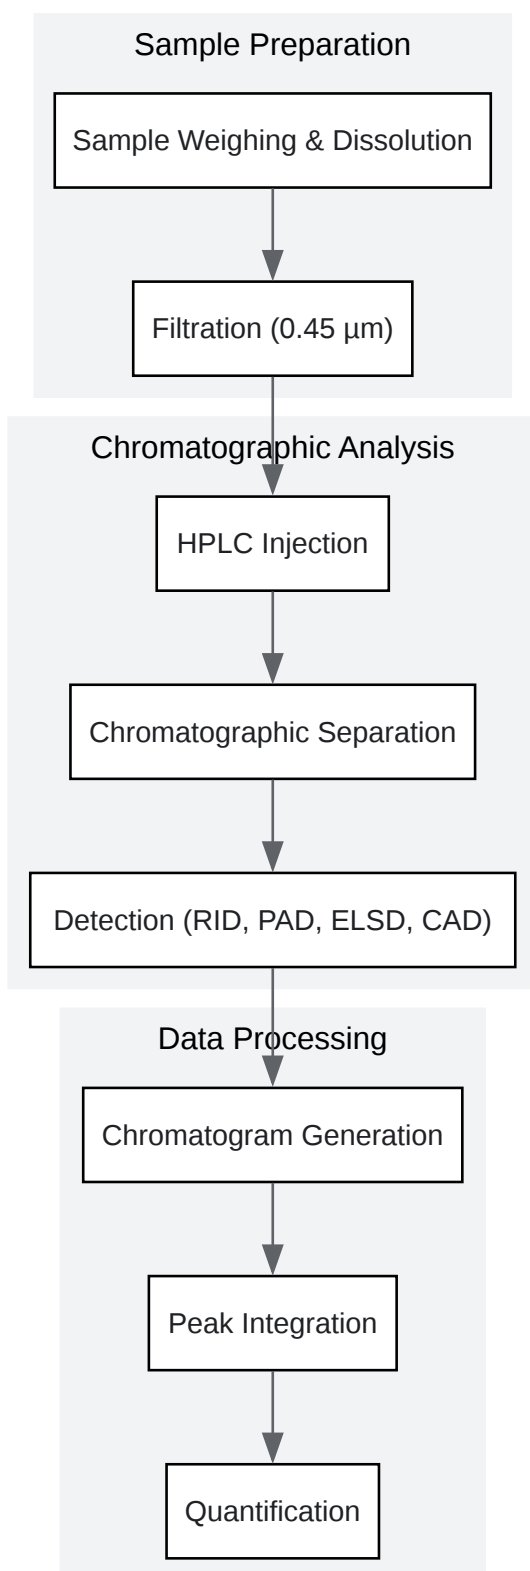 Sample Preparation
Sample Weighing & Dissolution
Filtration (0.45 µm)
Chromatographic Analysis
HPLC Injection
Chromatographic Separation
Detection (RID, PAD, ELSD, CAD)
Data Processing
Chromatogram Generation
Peak Integration
Quantification